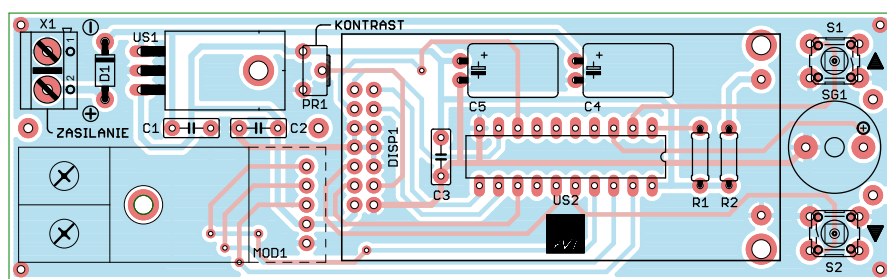 X1
KONTRAST
S1
US1
1
2
D1
PR1
C5
C4
SG1
ZASILANIE
C1
C2
DISP1
C3
US2
R1
R2
MOD1
S2